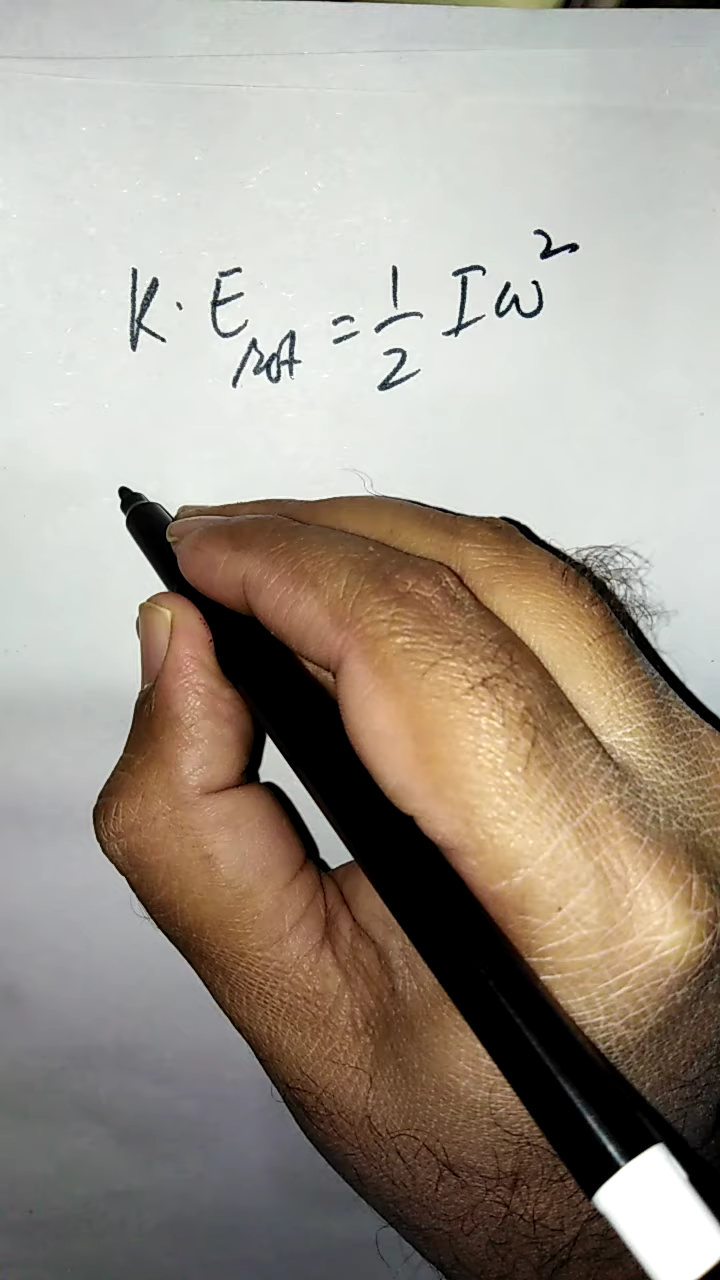 K·E_rot = 1/2 Iω²